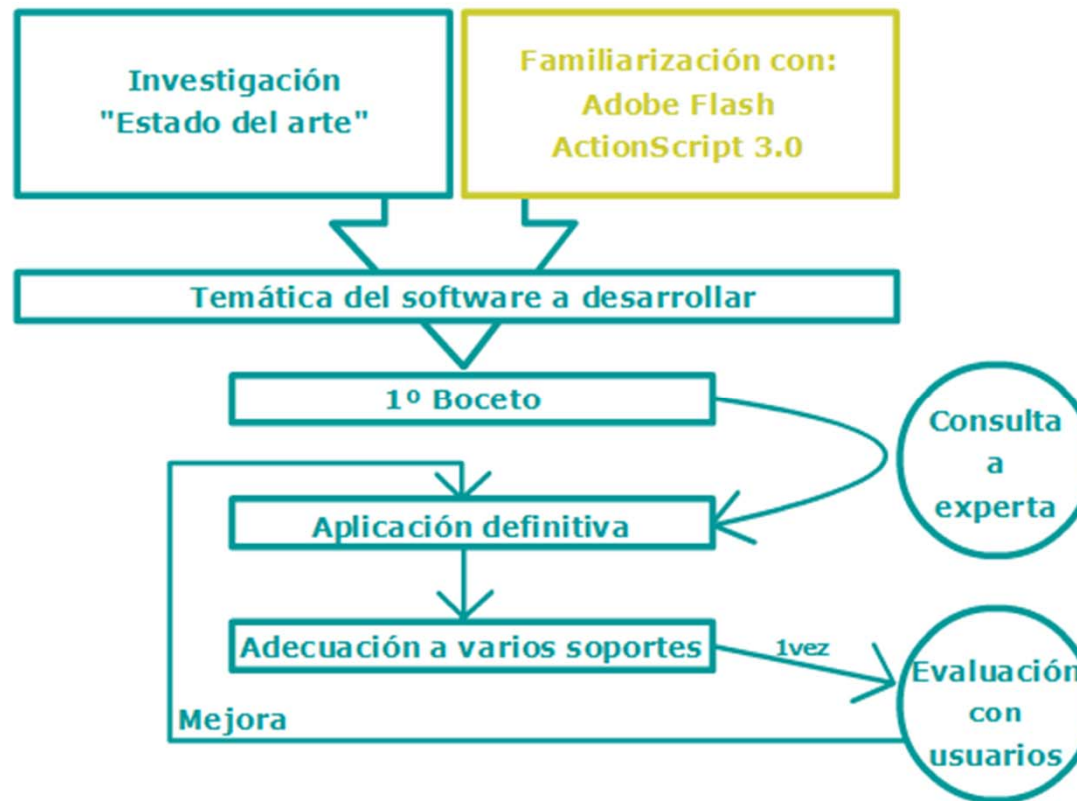 Investigación
"Estado del arte"
Familiarización con:
Adobe Flash
ActionScript 3.0
Temática del software a desarrollar
1º Boceto
Consulta
a
experta
Aplicación definitiva
Adecuación a varios soportes
1vez
Evaluación
con
usuarios
Mejora